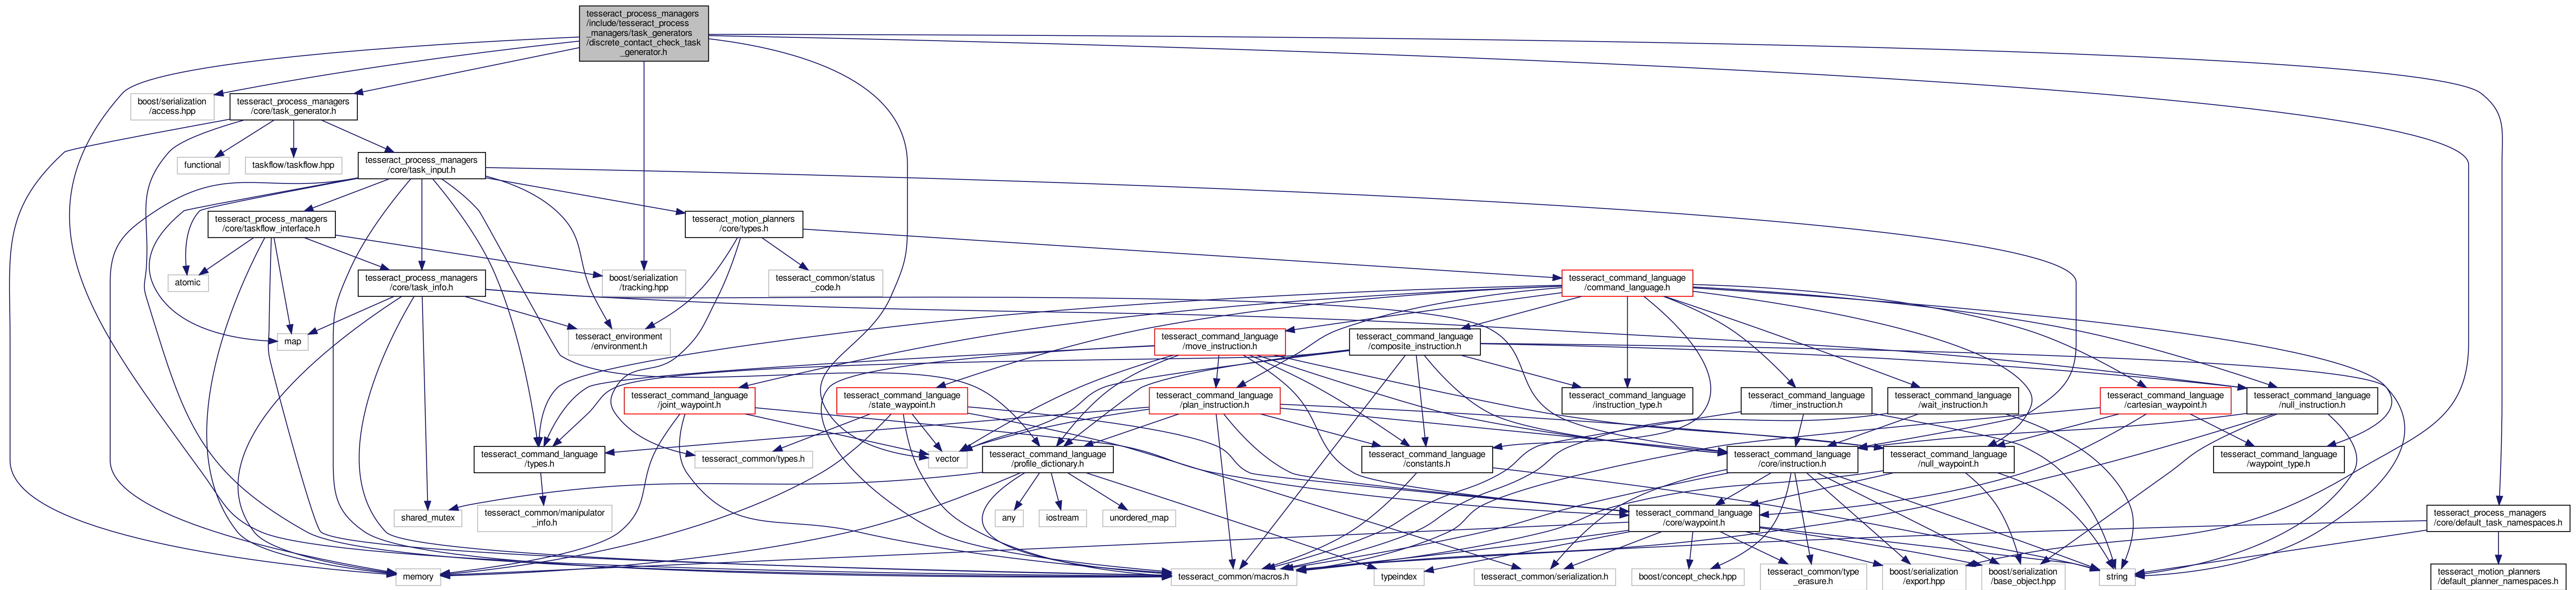 tesseract_process_managers
/include/tesseract_process
_managers/task_generators
/discrete_contact_check_task
_generator.h
boost/serialization
/access.hpp
tesseract_process_managers
/core/task_generator.h
functional
taskflow/taskflow.hpp
tesseract_process_managers
/core/task_input.h
tesseract_process_managers
/core/taskflow_interface.h
tesseract_motion_planners
/core/types.h
atomic
tesseract_process_managers
/core/task_info.h
boost/serialization
/tracking.hpp
tesseract_common/status
_code.h
tesseract_command_language
/command_language.h
map
tesseract_environment
/environment.h
tesseract_command_language
/move_instruction.h
tesseract_command_language
/composite_instruction.h
tesseract_command_language
/joint_waypoint.h
tesseract_command_language
/state_waypoint.h
tesseract_command_language
/plan_instruction.h
tesseract_command_language
/instruction_type.h
tesseract_command_language
/timer_instruction.h
tesseract_command_language
/wait_instruction.h
tesseract_command_language
/cartesian_waypoint.h
tesseract_command_language
/null_instruction.h
tesseract_command_language
/types.h
tesseract_common/types.h
vector
tesseract_command_language
/profile_dictionary.h
tesseract_command_language
/constants.h
tesseract_command_language
/core/instruction.h
tesseract_command_language
/null_waypoint.h
tesseract_command_language
/waypoint_type.h
shared_mutex
tesseract_common/manipulator
_info.h
any
iostream
unordered_map
tesseract_command_language
/core/waypoint.h
tesseract_process_managers
/core/default_task_namespaces.h
memory
tesseract_common/macros.h
typeindex
tesseract_common/serialization.h
boost/concept_check.hpp
tesseract_common/type
_erasure.h
boost/serialization
/export.hpp
boost/serialization
/base_object.hpp
string
tesseract_motion_planners
/default_planner_namespaces.h